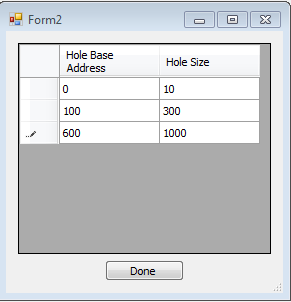 Form2
Hole Base
Address
Hole Size
0 10
100 300
600 1000
Done